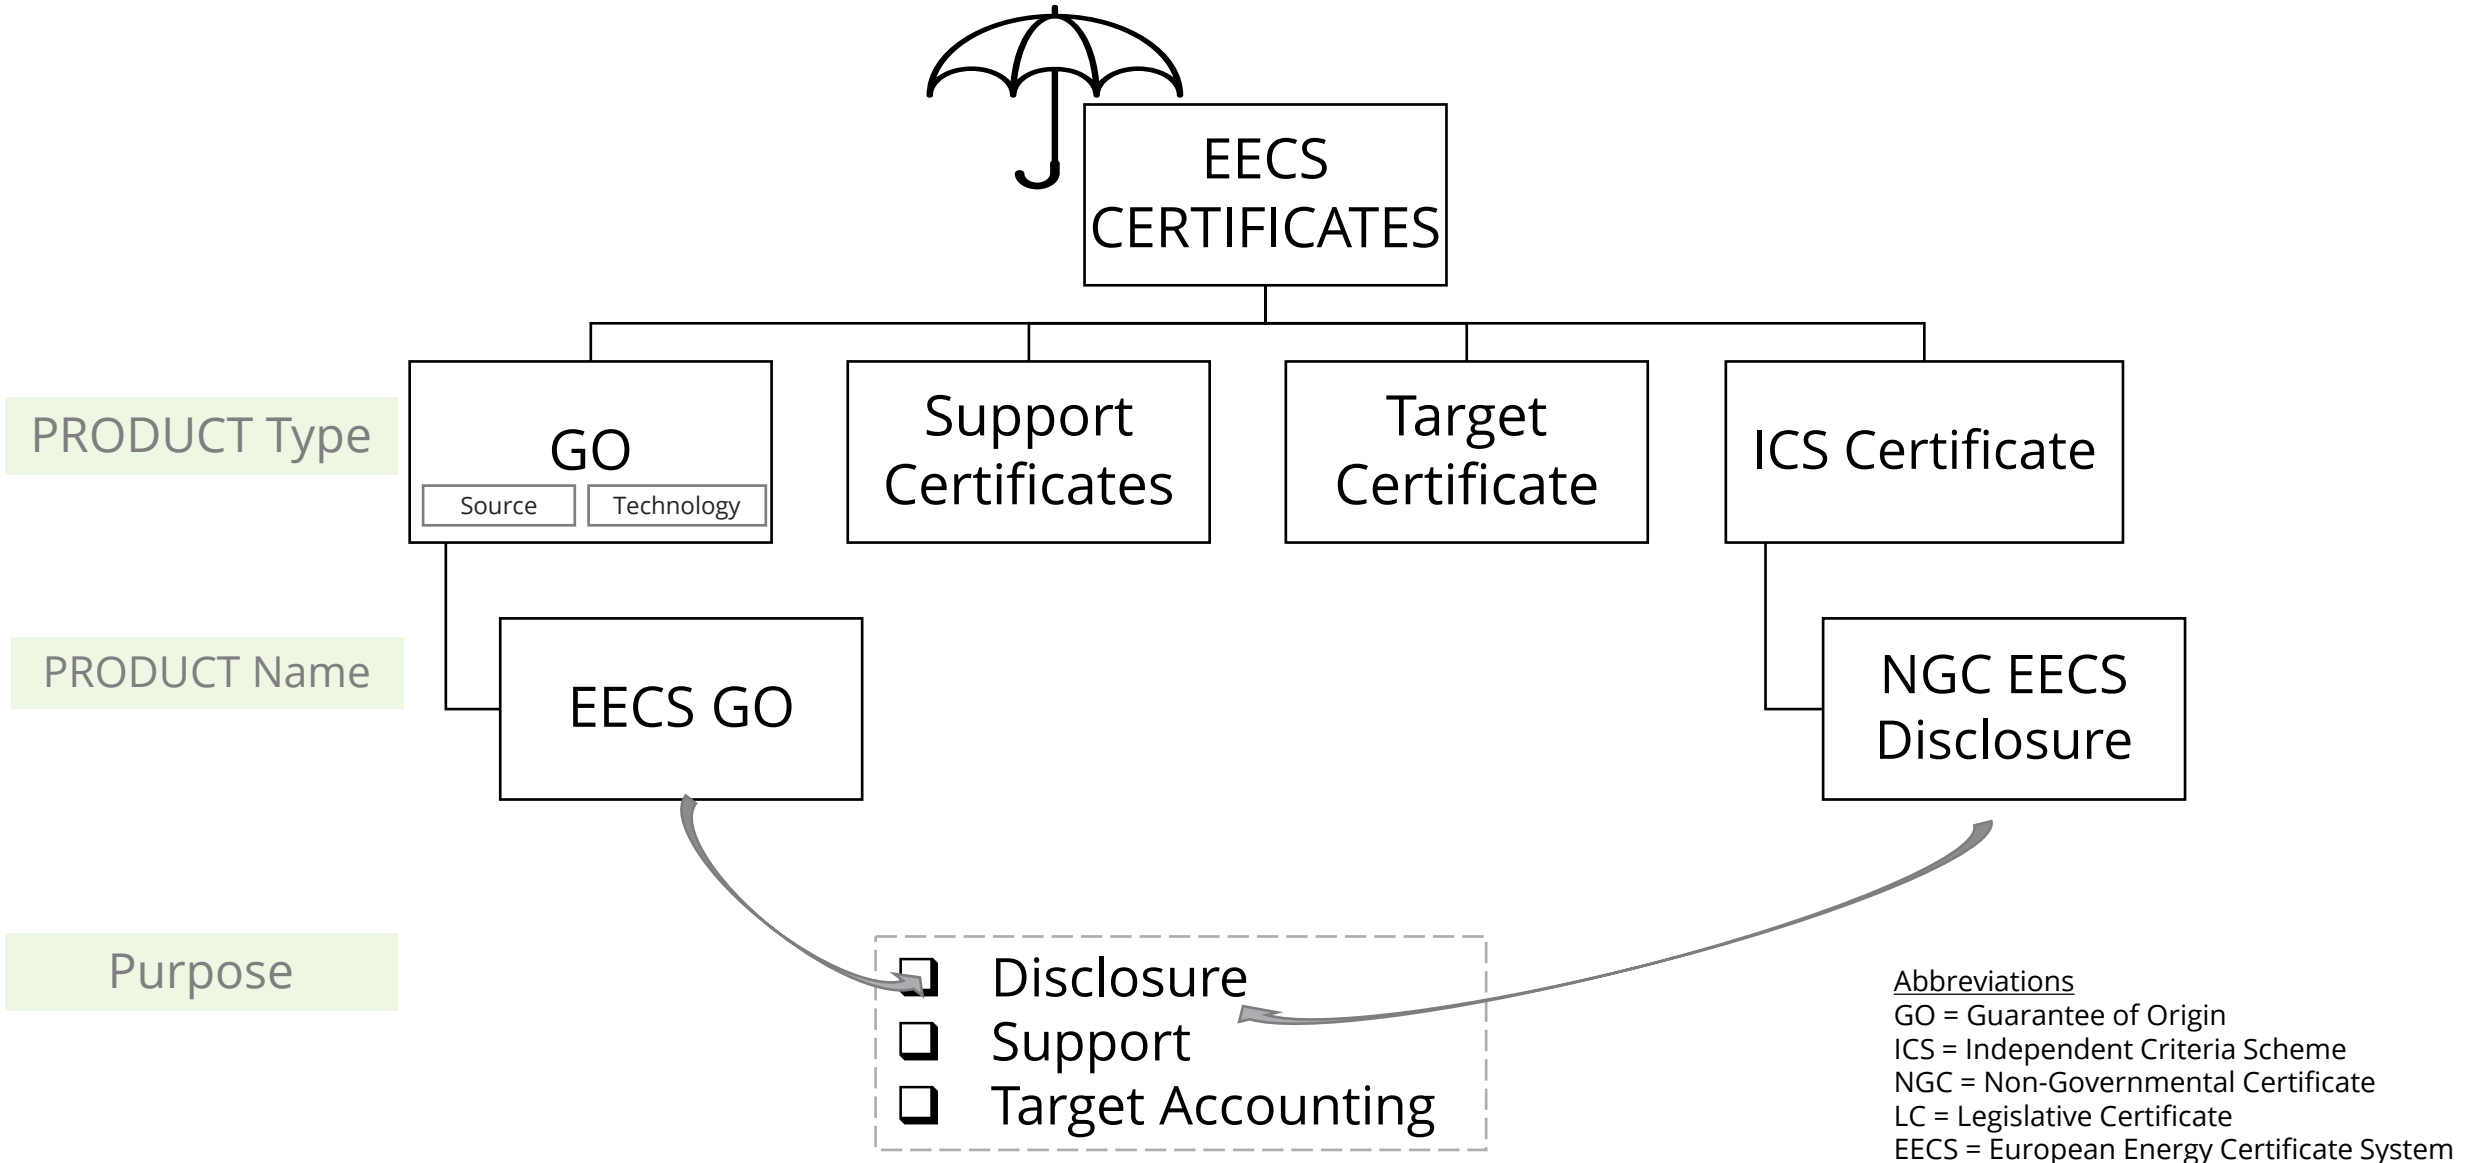 EECS
CERTIFICATES
PRODUCT Type
GO
Source
Technology
Support
Certificates
Target
Certificate
ICS Certificate
PRODUCT Name
EECS GO
NGC EECS
Disclosure
Purpose
Disclosure
Support
Target Accounting
Abbreviations
GO = Guarantee of Origin
ICS = Independent Criteria Scheme
NGC = Non-Governmental Certificate
LC = Legislative Certificate
EECS = European Energy Certificate System